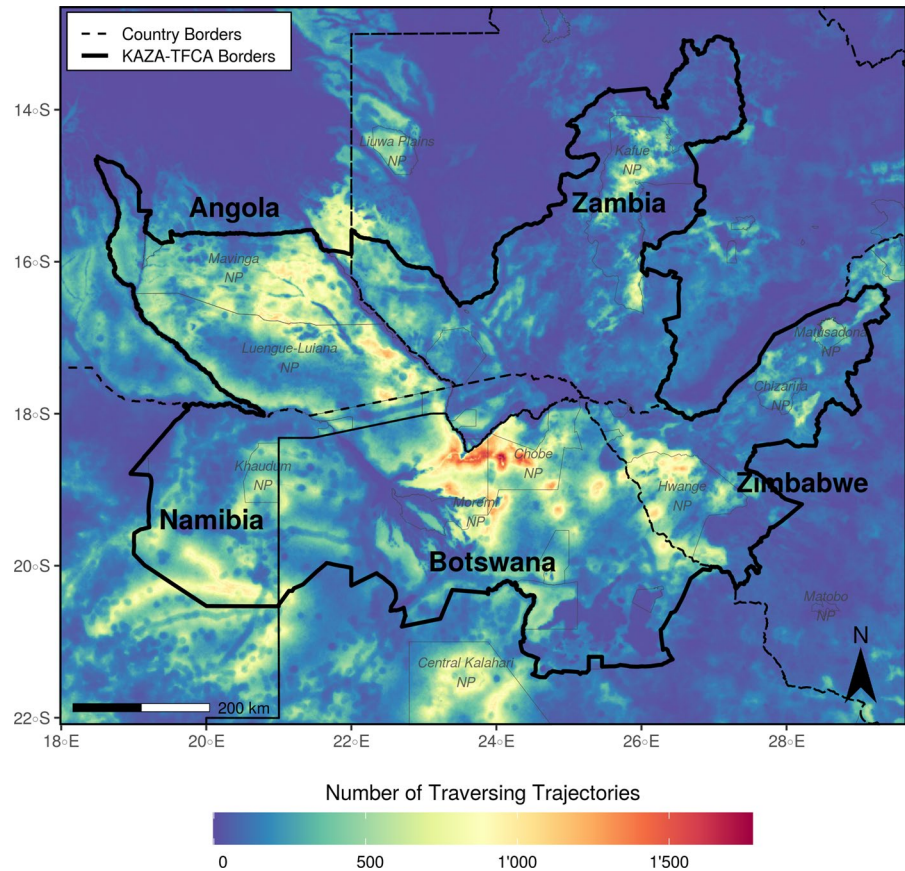 Country Borders
KAZA-TFCA Borders
14◦S
16◦S
18◦S
20◦S
22◦S
Liuwa Plains
NP
Kafue
NP
Angola
Zambia
Mavinga
NP
Luengue-Luiana
NP
Matusadona
NP
Chizarira
NP
Khaudum
NP
Chobe
NP
Hwange
NP
Zimbabwe
Moremi
NP
Namibia
Botswana
Matobo
NP
N
Central Kalahari
NP
200 km
18◦E
20◦E
22◦E
24◦E
26◦E
28◦E
Number of Traversing Trajectories
0
500
1'000
1'500